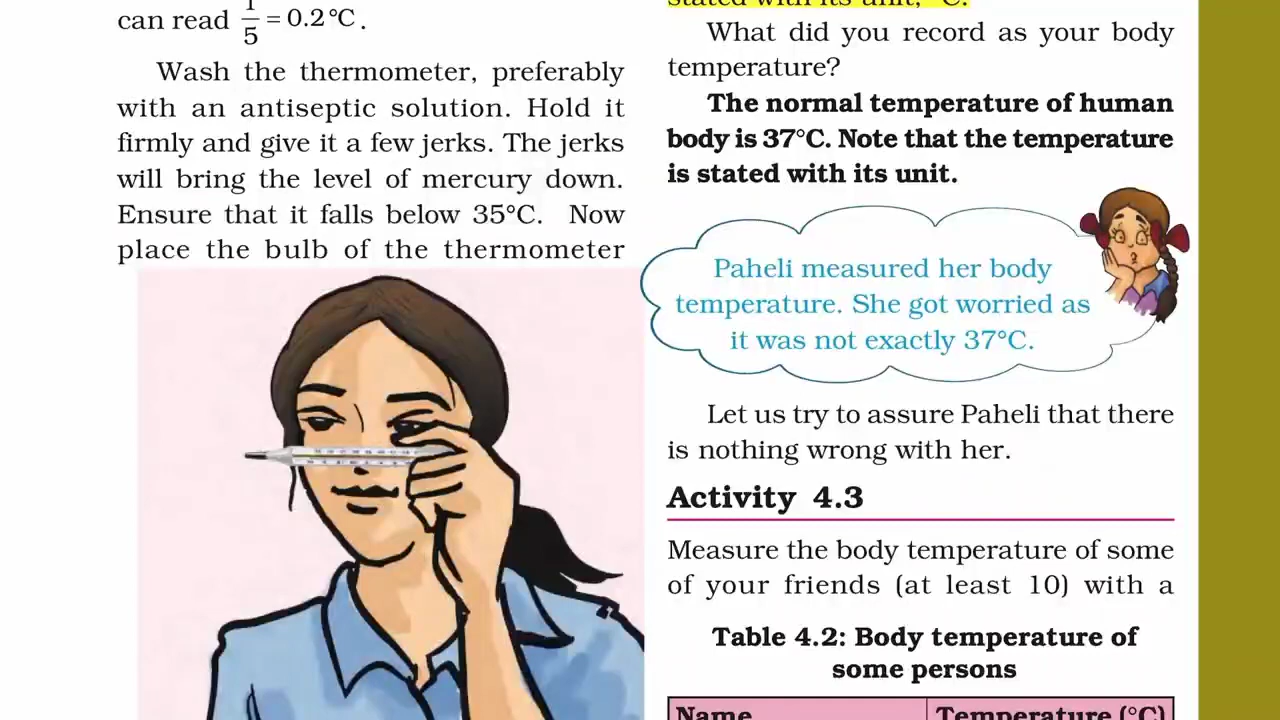 can read 1/5 = 0.2°C.
Wash the thermometer, preferably
with an antiseptic solution. Hold it
firmly and give it a few jerks. The jerks
will bring the level of mercury down.
Ensure that it falls below 35°C. Now
place the bulb of the thermometer
stated with its unit, °C.
What did you record as your body
temperature?
The normal temperature of human
body is 37°C. Note that the temperature
is stated with its unit.
Paheli measured her body
temperature. She got worried as
it was not exactly 37°C.
Let us try to assure Paheli that there
is nothing wrong with her.
Activity 4.3
Measure the body temperature of some
of your friends (at least 10) with a
Table 4.2: Body temperature of
some persons
Name Temperature (°C)